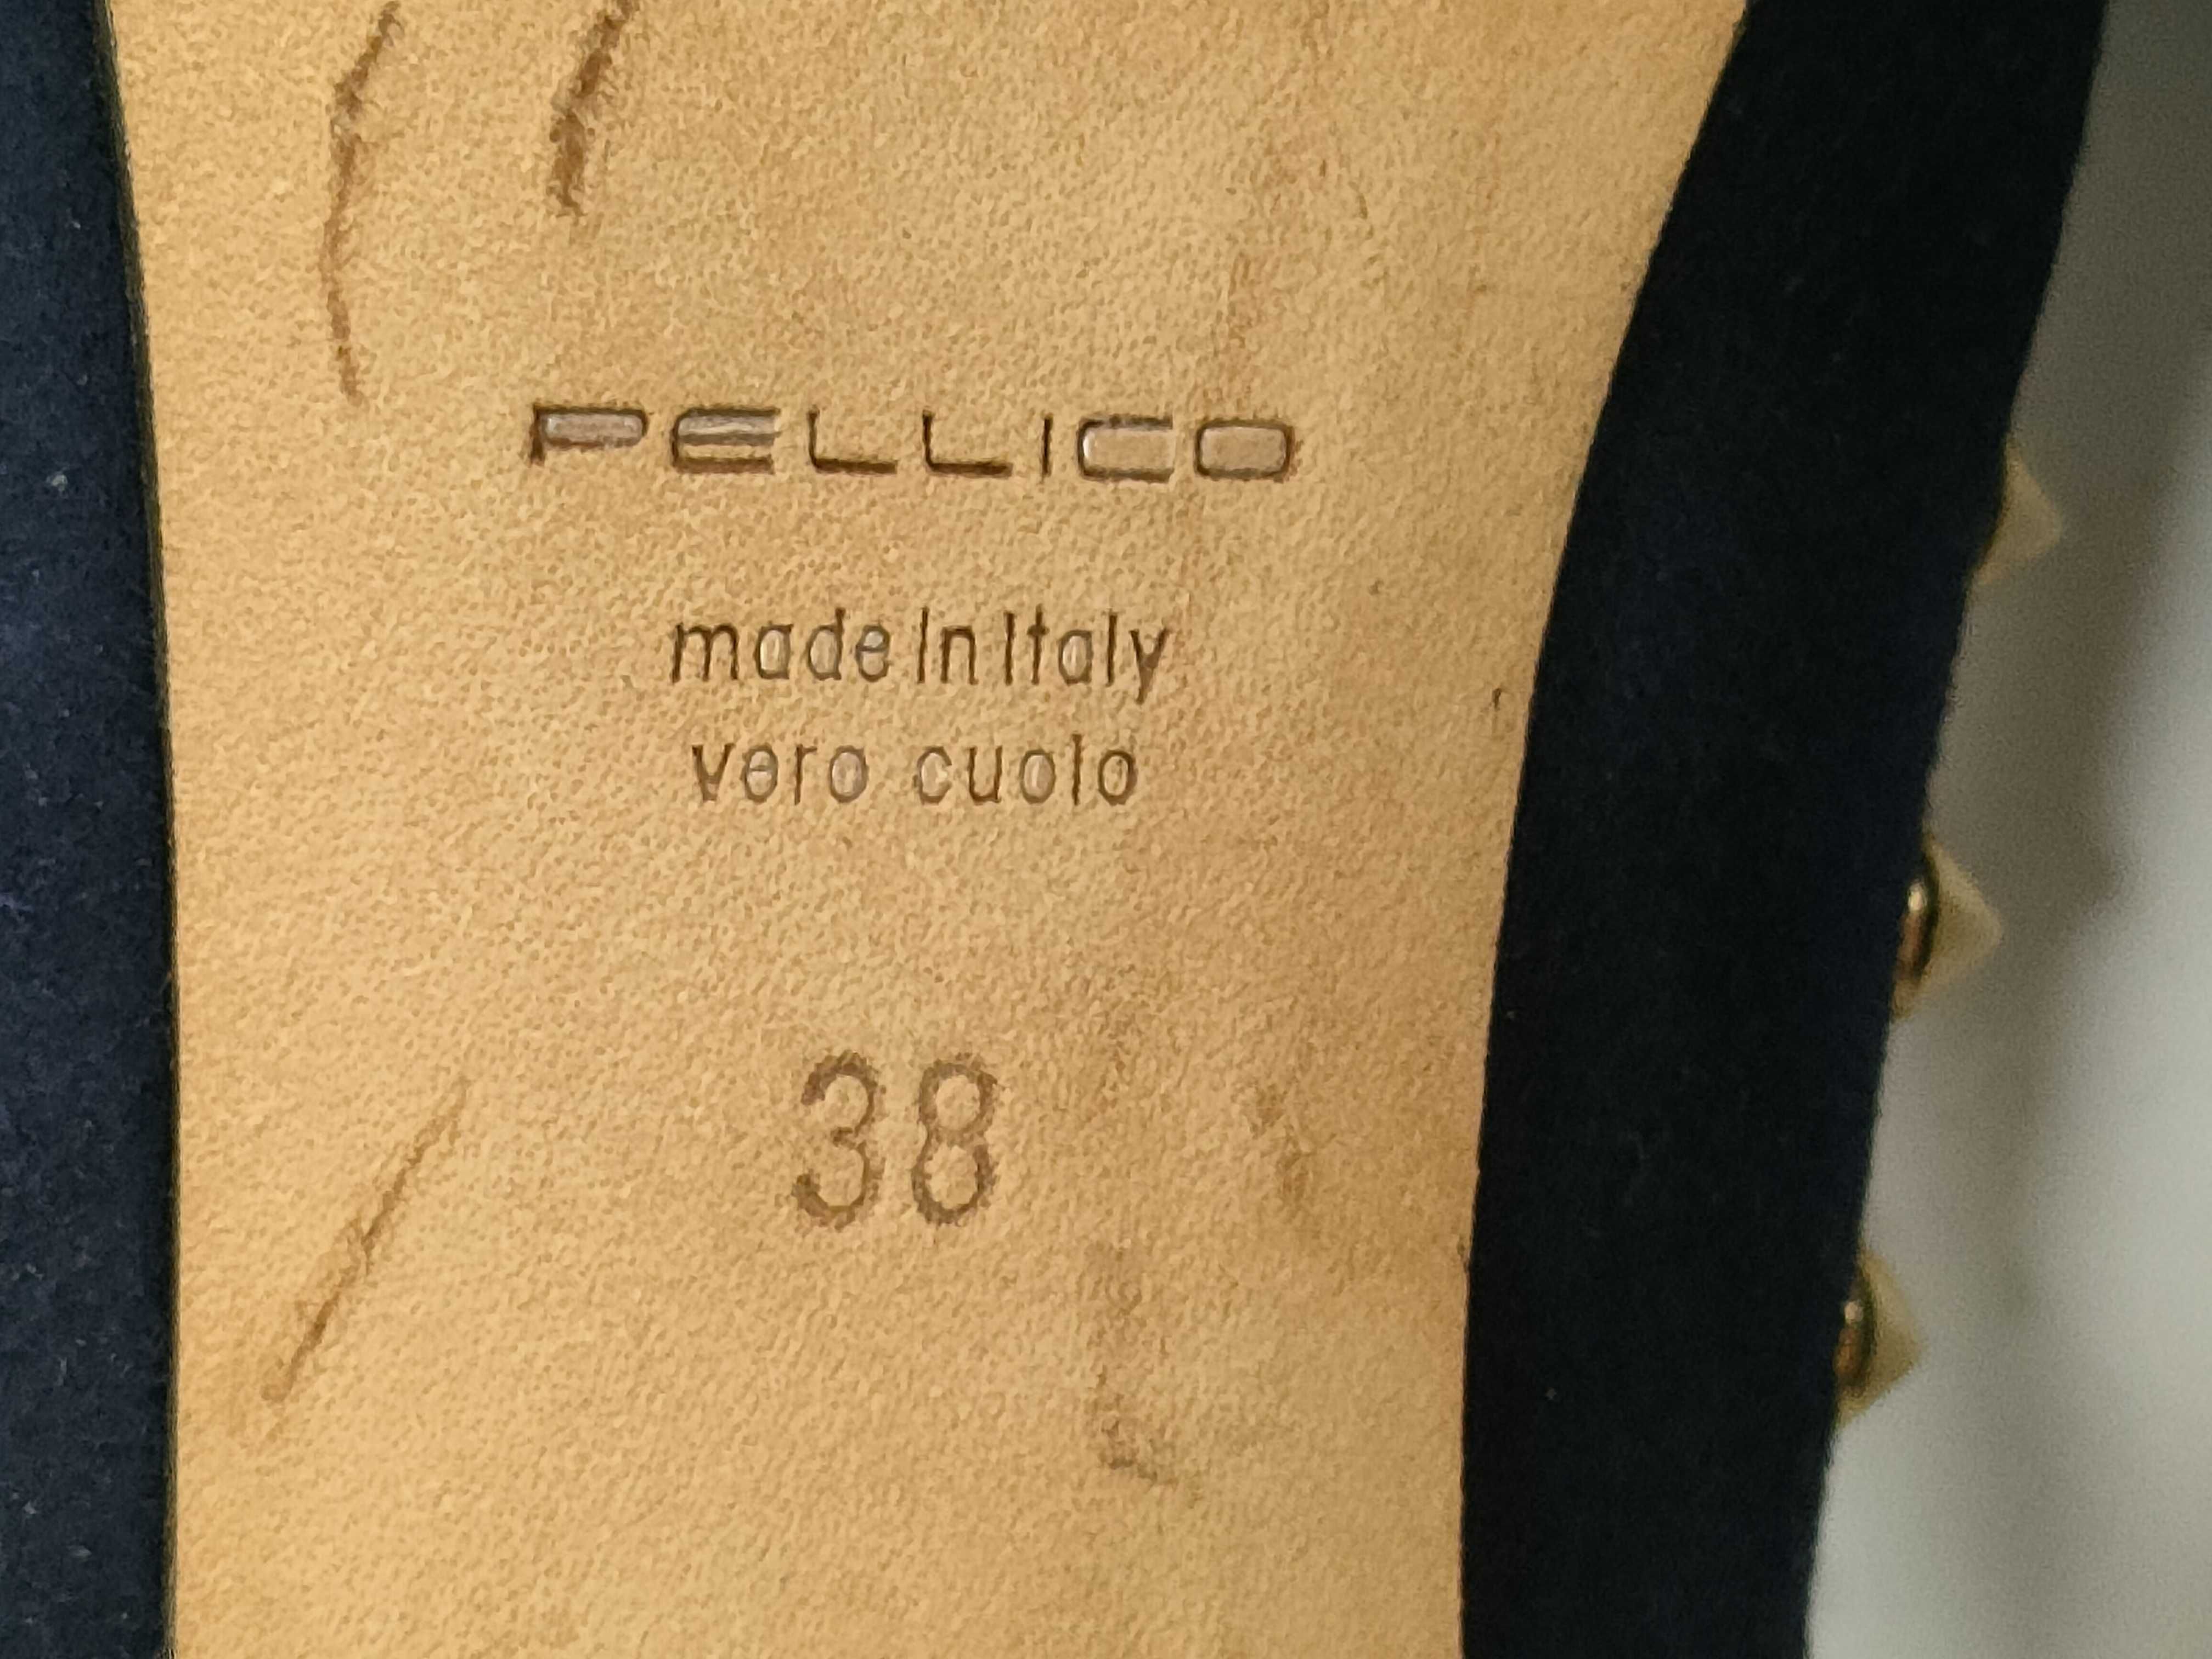 PELLICO
made in Italy
vero cuoio
38